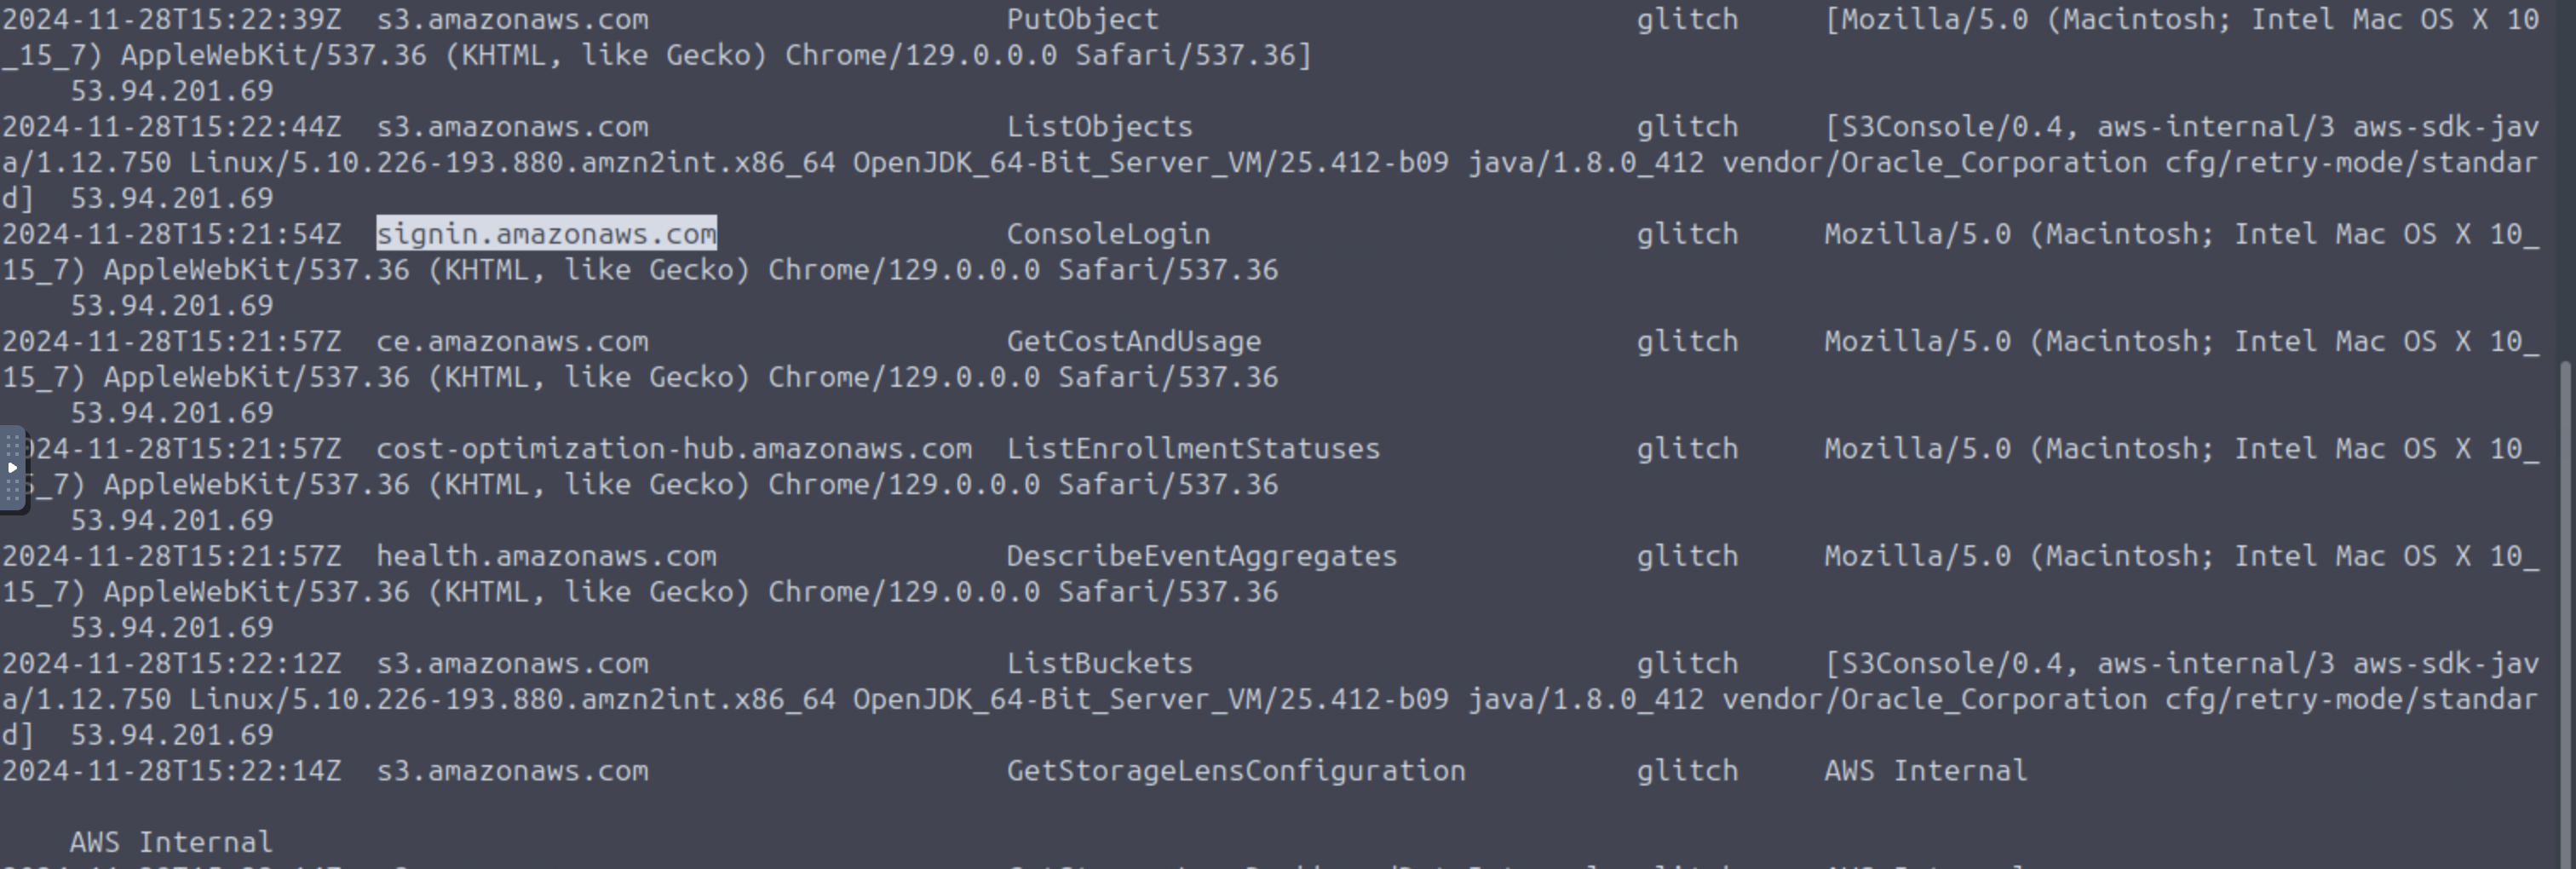 2024-11-28T15:22:39Z  s3.amazonaws.com                     PutObject                            glitch     [Mozilla/5.0 (Macintosh; Intel Mac OS X 10
_15_7) AppleWebKit/537.36 (KHTML, like Gecko) Chrome/129.0.0.0 Safari/537.36]
    53.94.201.69
2024-11-28T15:22:44Z  s3.amazonaws.com                     ListObjects                          glitch     [S3Console/0.4, aws-internal/3 aws-sdk-jav
a/1.12.750 Linux/5.10.226-193.880.amzn2int.x86_64 OpenJDK_64-Bit_Server_VM/25.412-b09 java/1.8.0_412 vendor/Oracle_Corporation cfg/retry-mode/standar
d]  53.94.201.69
2024-11-28T15:21:54Z  signin.amazonaws.com                 ConsoleLogin                         glitch     Mozilla/5.0 (Macintosh; Intel Mac OS X 10_
15_7) AppleWebKit/537.36 (KHTML, like Gecko) Chrome/129.0.0.0 Safari/537.36
    53.94.201.69
2024-11-28T15:21:57Z  ce.amazonaws.com                     GetCostAndUsage                      glitch     Mozilla/5.0 (Macintosh; Intel Mac OS X 10_
15_7) AppleWebKit/537.36 (KHTML, like Gecko) Chrome/129.0.0.0 Safari/537.36
    53.94.201.69
024-11-28T15:21:57Z  cost-optimization-hub.amazonaws.com  ListEnrollmentStatuses               glitch     Mozilla/5.0 (Macintosh; Intel Mac OS X 10_
5_7) AppleWebKit/537.36 (KHTML, like Gecko) Chrome/129.0.0.0 Safari/537.36
    53.94.201.69
2024-11-28T15:21:57Z  health.amazonaws.com                 DescribeEventAggregates              glitch     Mozilla/5.0 (Macintosh; Intel Mac OS X 10_
15_7) AppleWebKit/537.36 (KHTML, like Gecko) Chrome/129.0.0.0 Safari/537.36
    53.94.201.69
2024-11-28T15:22:12Z  s3.amazonaws.com                     ListBuckets                          glitch     [S3Console/0.4, aws-internal/3 aws-sdk-jav
a/1.12.750 Linux/5.10.226-193.880.amzn2int.x86_64 OpenJDK_64-Bit_Server_VM/25.412-b09 java/1.8.0_412 vendor/Oracle_Corporation cfg/retry-mode/standar
d]  53.94.201.69
2024-11-28T15:22:14Z  s3.amazonaws.com                     GetStorageLensConfiguration          glitch     AWS Internal
    AWS Internal